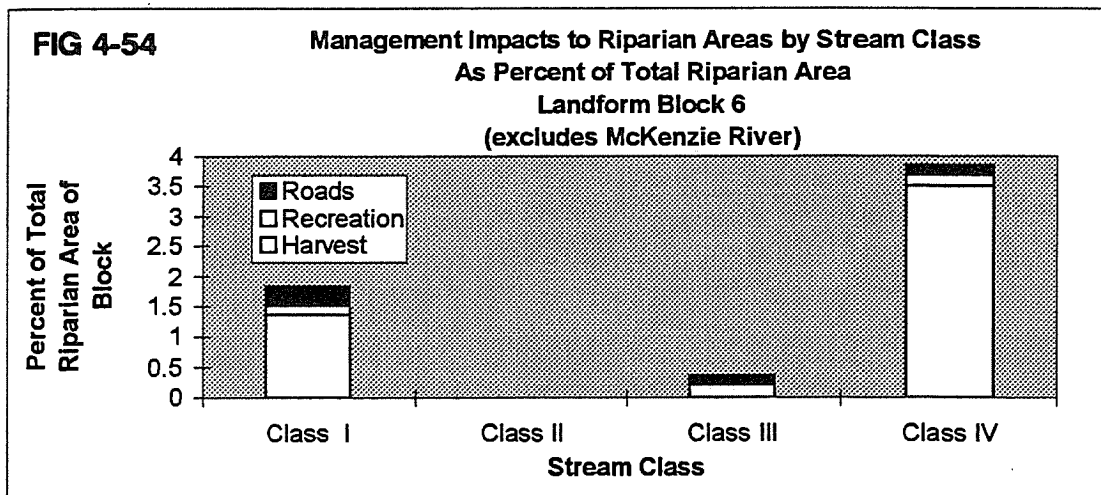 FIG 4-54
Management Impacts to Riparian Areas by Stream Class
As Percent of Total Riparian Area
Landform Block 6
(excludes McKenzie River)
Percent of Total
Riparian Area of
Block
4
3.5
3
2.5
2
1.5
1
0.5
0
Roads
Recreation
Harvest
Class I
Class II
Class III
Class IV
Stream Class